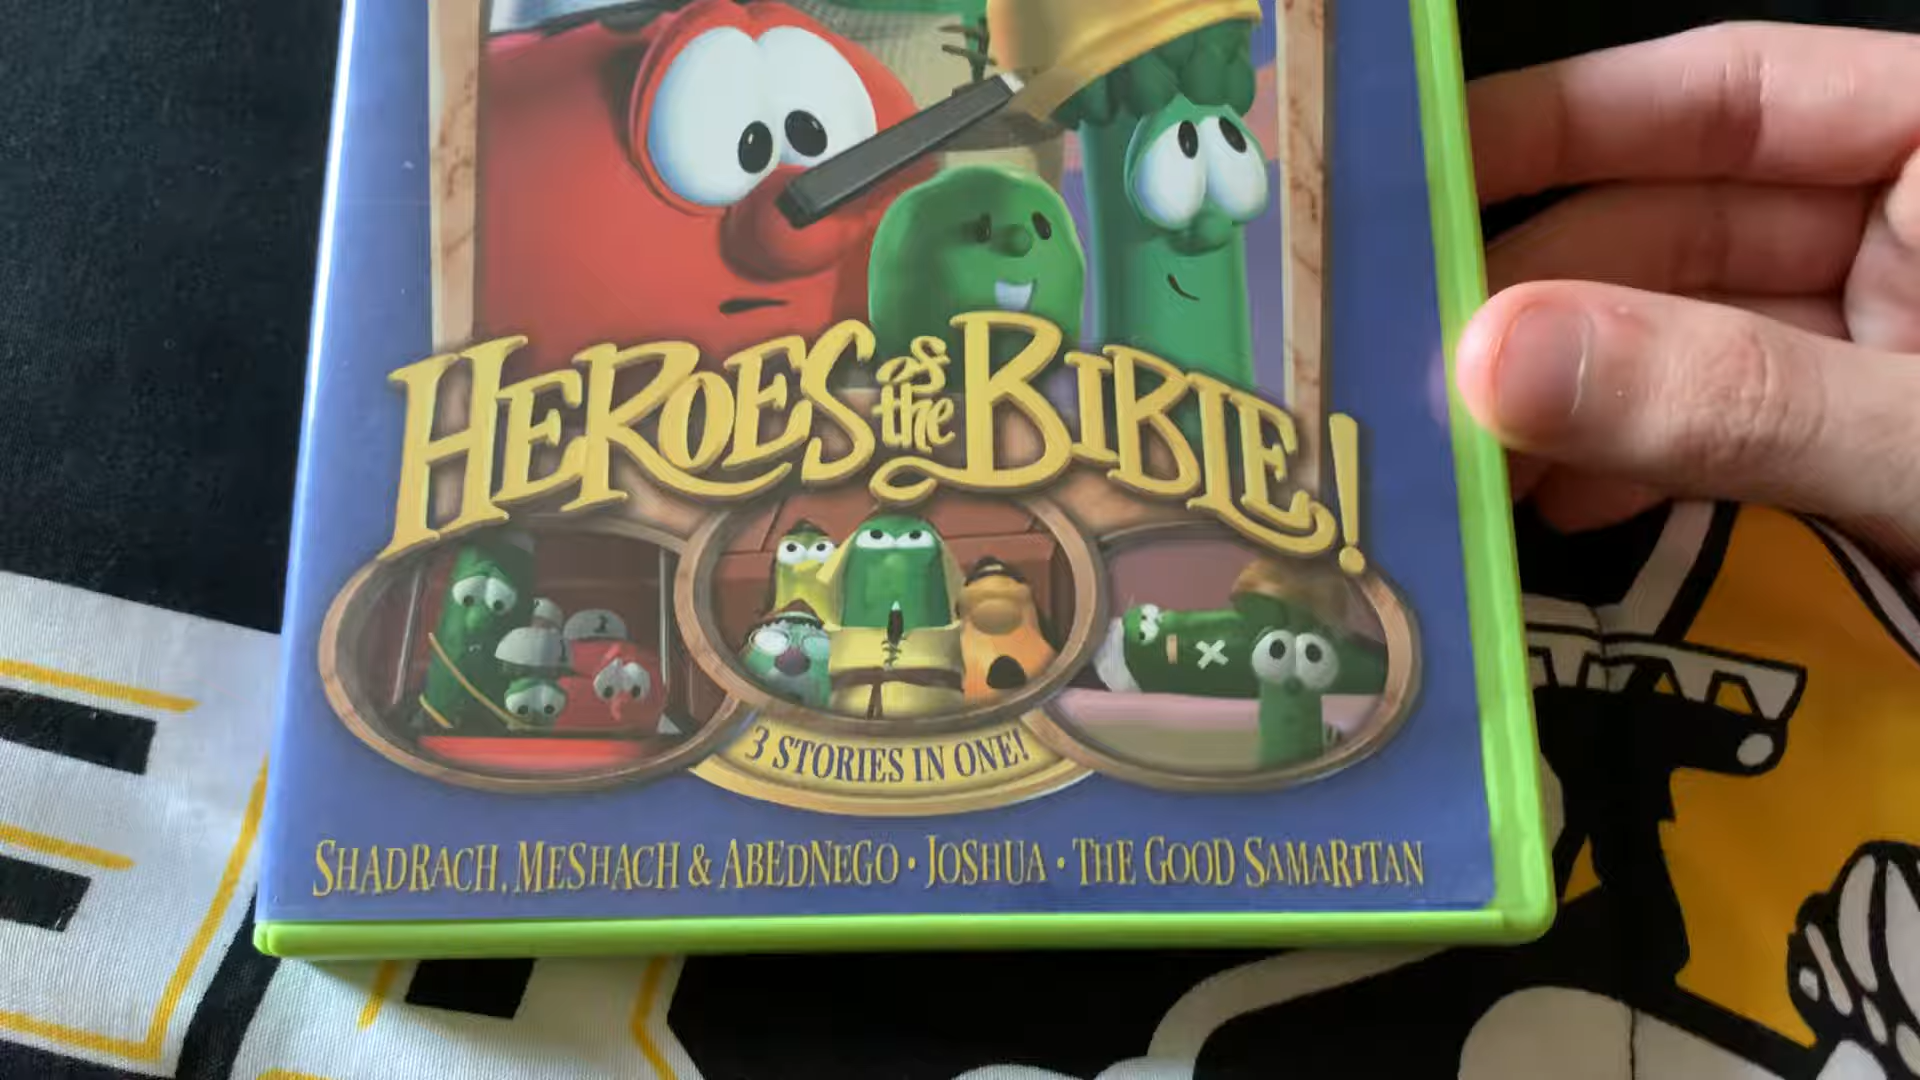 HEROES of the BIBLE!
3 STORIES IN ONE!
SHADRACH, MESHACH & ABEDNEGO • JOSHUA • THE GOOD SAMARITAN